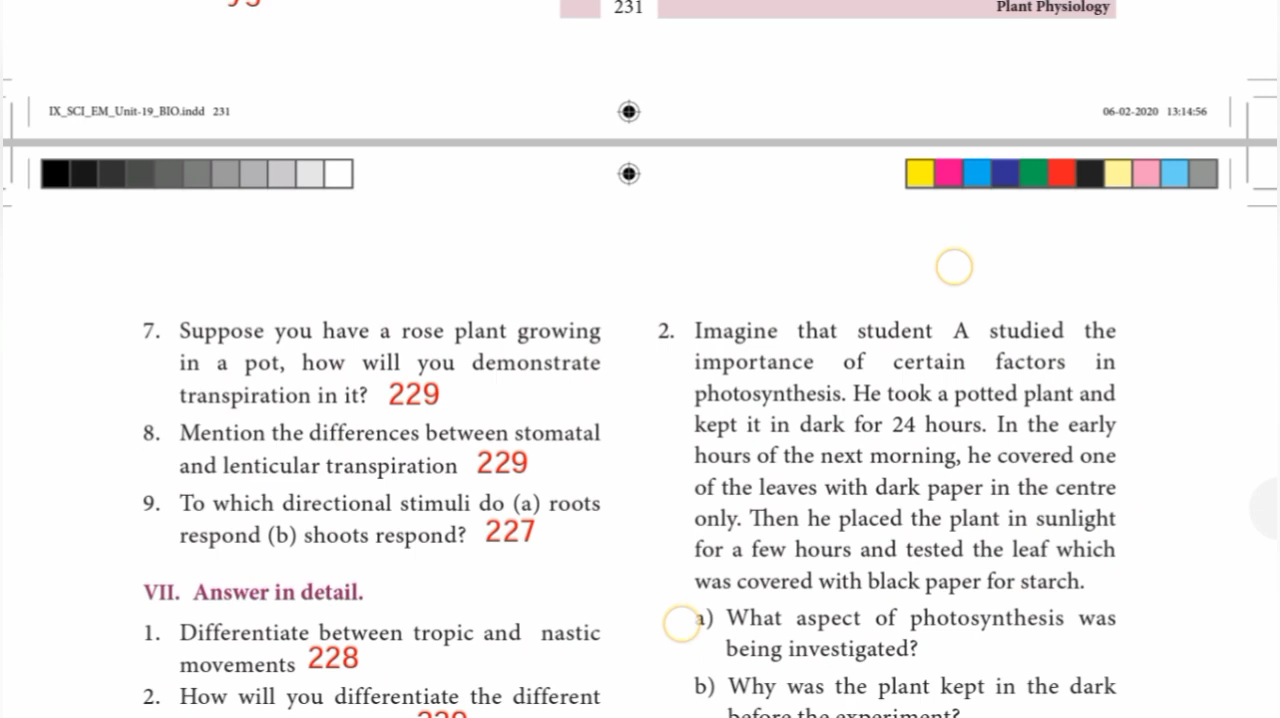 231
Plant Physiology
IX_SCI_EM_Unit-19_BIO.indd 231
06-02-2020 13:14:56
7. Suppose you have a rose plant growing
in a pot, how will you demonstrate
transpiration in it? 229
8. Mention the differences between stomatal
and lenticular transpiration 229
9. To which directional stimuli do (a) roots
respond (b) shoots respond? 227
VII. Answer in detail.
1. Differentiate between tropic and nastic
movements 228
2. How will you differentiate the different
2. Imagine that student A studied the
importance of certain factors in
photosynthesis. He took a potted plant and
kept it in dark for 24 hours. In the early
hours of the next morning, he covered one
of the leaves with dark paper in the centre
only. Then he placed the plant in sunlight
for a few hours and tested the leaf which
was covered with black paper for starch.
a) What aspect of photosynthesis was
being investigated?
b) Why was the plant kept in the dark
before the experiment?